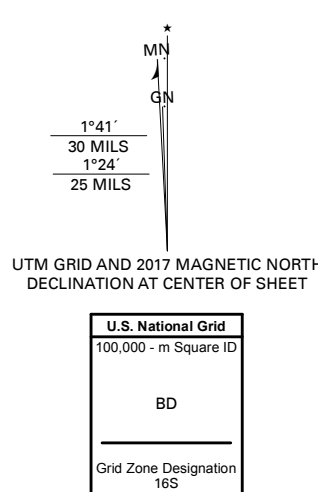 ★
MN
GN
1°41´
30 MILS
1°24´
25 MILS
UTM GRID AND 2017 MAGNETIC NORTH
DECLINATION AT CENTER OF SHEET
U.S. National Grid
100,000 - m Square ID
BD
Grid Zone Designation
16S